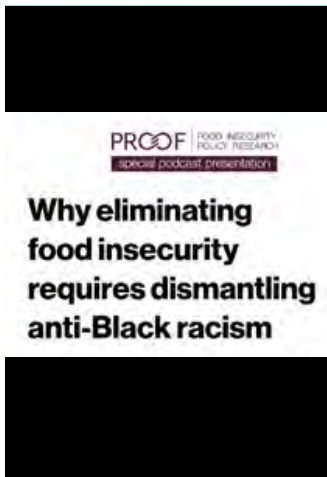 PROOF
FOOD INSECURITY
POLICY RESEARCH
special podcast presentation
Why eliminating
food insecurity
requires dismantling
anti-Black racism